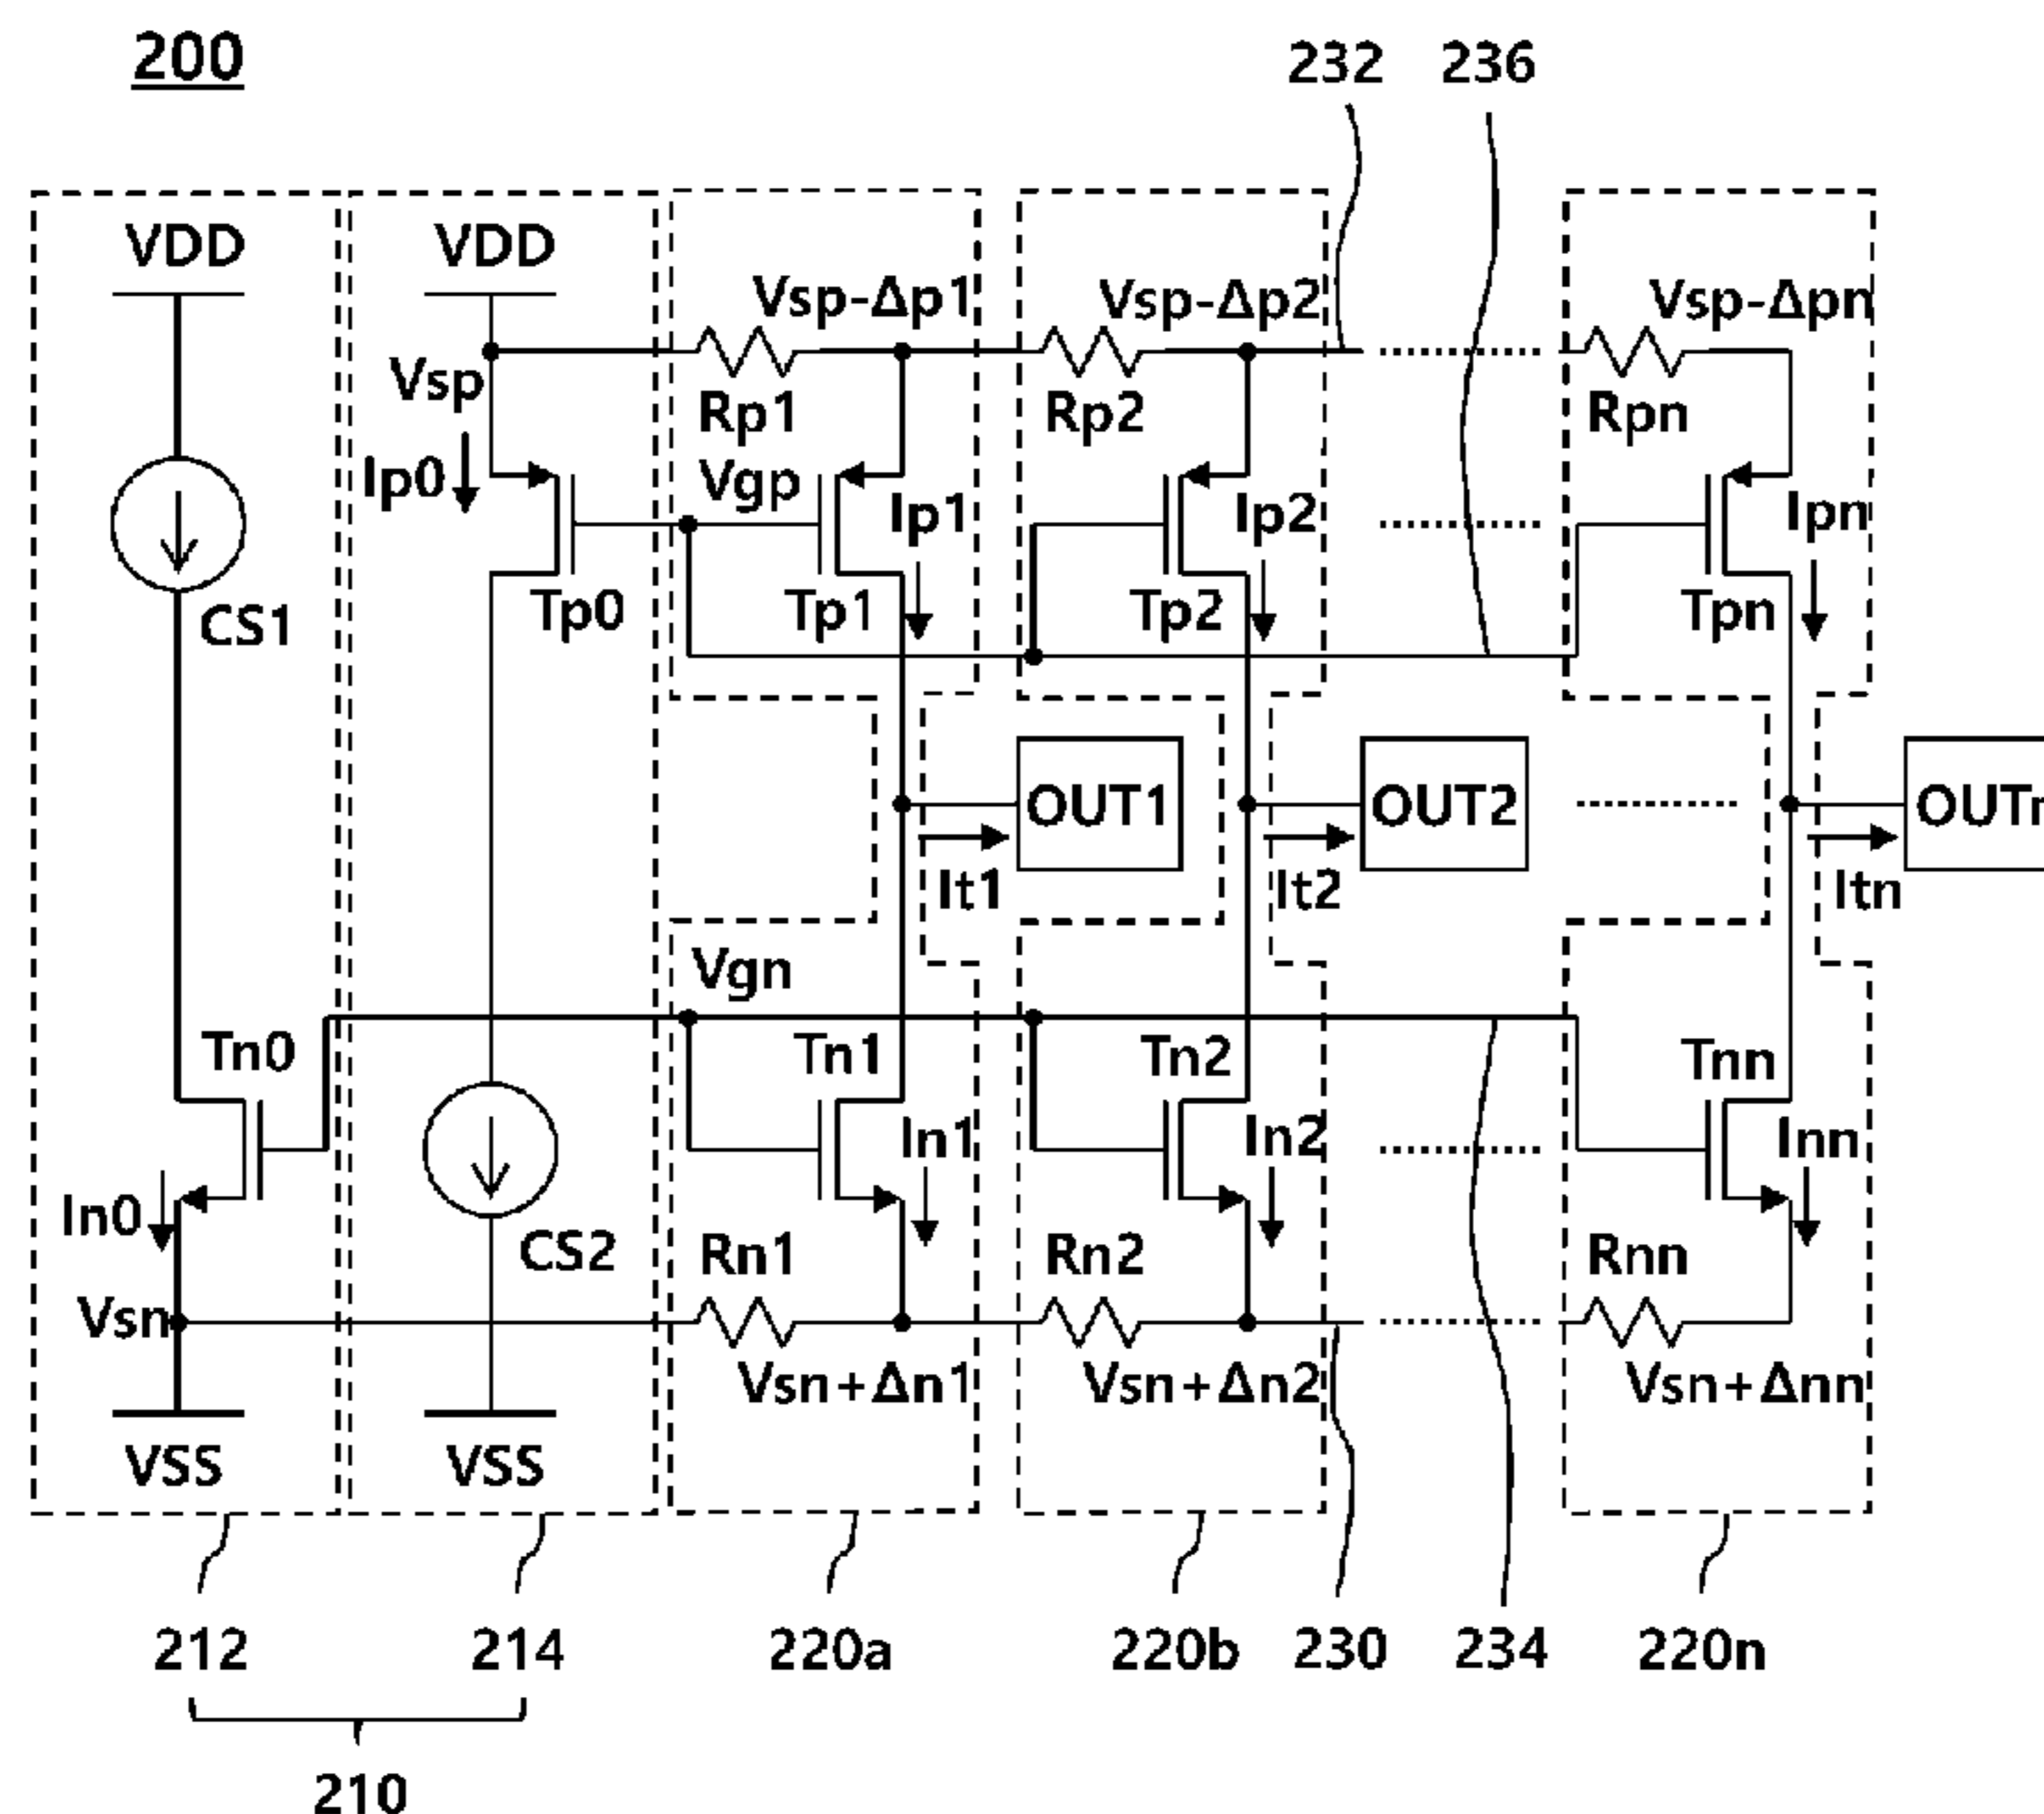 200
232 236
VDD VDD Vsp-Δp1 Vsp-Δp2 Vsp-Δpn
Vsp Rp1 Rp2 Rpn
Ip0 Vgp Ip1 Ip2 Ipn
CS1 Tp0 Tp1 Tp2 Tpn
OUT1 OUT2
It1 It2 Itn
Vgn
Tn0 Tn1 Tn2 Tnn
In1 In2 Inn
In0 CS2 Rn1 Rn2 Rnn
Vsn Vsn+Δn1 Vsn+Δn2 Vsn+Δnn
VSS VSS
212 214 220a 220b 230 234 220n
210